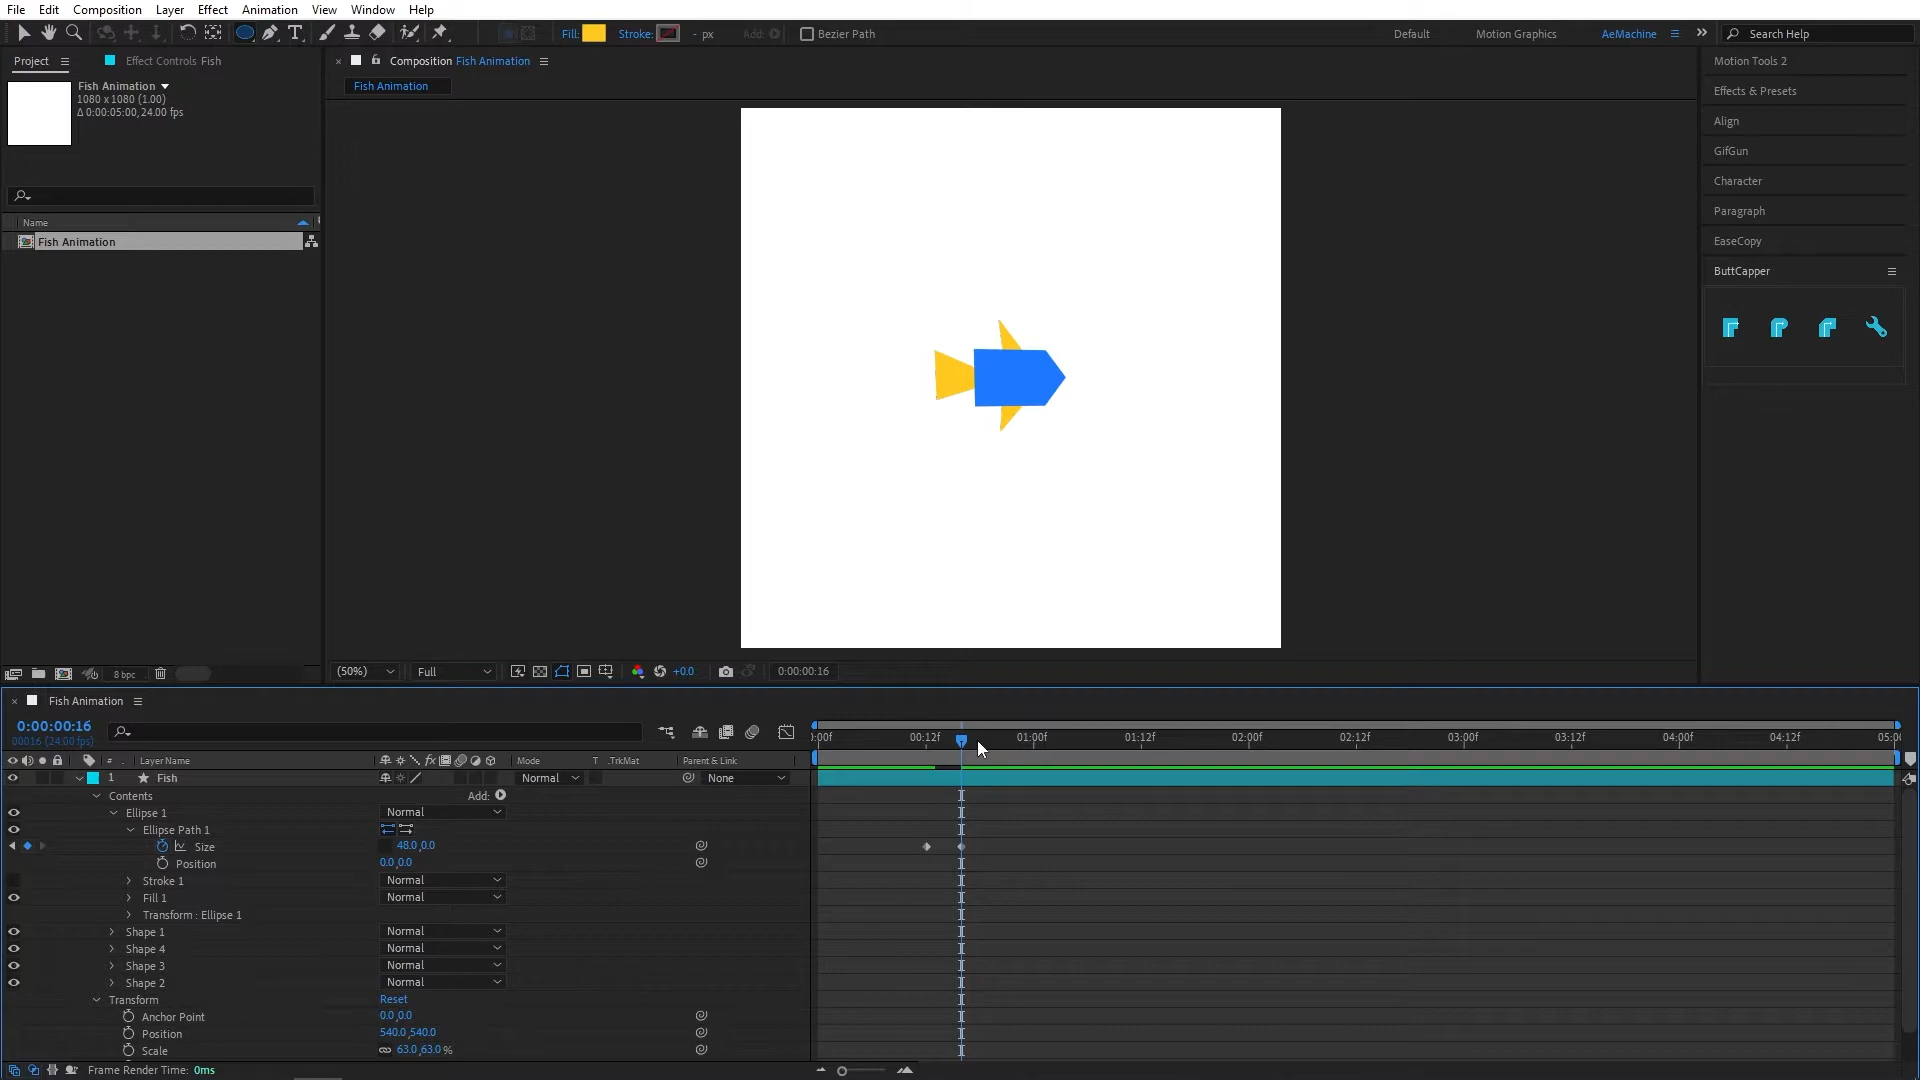 File Edit Composition Layer Effect Animation View Window Help
Fill: Stroke: - px Add: Bezier Path Default Motion Graphics AeMachine Search Help
Project Effect Controls Fish
Fish Animation
1080 x 1080 (1.00)
Δ 0:00:05:00, 24.00 fps
Name
Fish Animation
8 bpc
Composition Fish Animation
Fish Animation
(50%) Full +0.0 0:00:00:16
Motion Tools 2
Effects & Presets
Align
GifGun
Character
Paragraph
EaseCopy
ButtCapper
Fish Animation
0:00:00:16
00016 (24.00 fps)
:00f 00:12f 01:00f 01:12f 02:00f 02:12f 03:00f 03:12f 04:00f 04:12f 05:0
# Layer Name fx Mode T .TrkMat Parent & Link
1 Fish Normal None
Contents Add:
Ellipse 1 Normal
Ellipse Path 1
Size 48.0,0.0
Position 0.0,0.0
Stroke 1 Normal
Fill 1 Normal
Transform : Ellipse 1
Shape 1 Normal
Shape 4 Normal
Shape 3 Normal
Shape 2 Normal
Transform Reset
Anchor Point 0.0,0.0
Position 540.0,540.0
Scale 63.0,63.0 %
Frame Render Time: 0ms